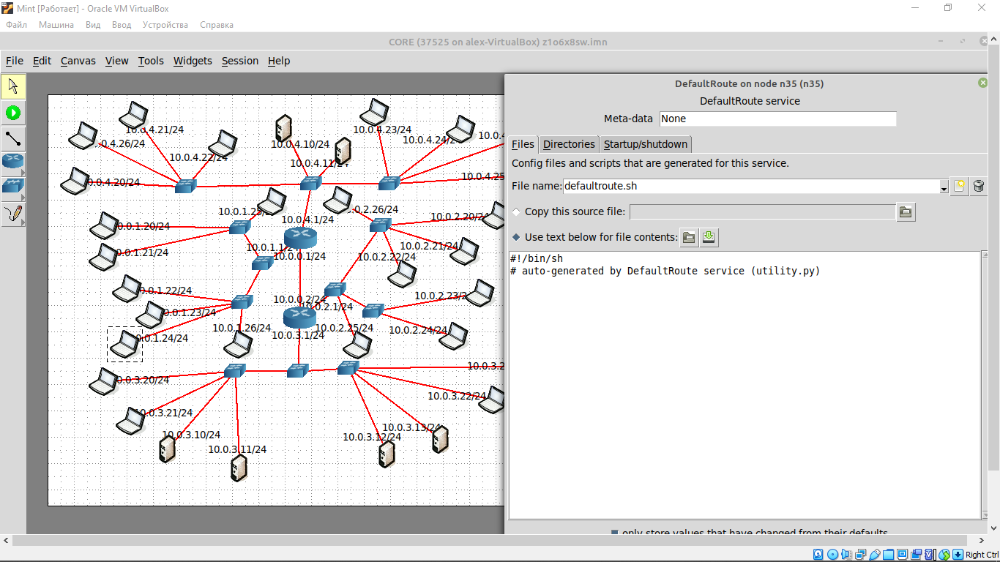 Mint [Работает] - Oracle VM VirtualBox
Файл Машина Вид Ввод Устройства Справка
CORE (37525 on alex-VirtualBox) z1o6x8sw.imn
File Edit Canvas View Tools Widgets Session Help
DefaultRoute on node n35 (n35)
DefaultRoute service
Meta-data None
Files Directories Startup/shutdown
Config files and scripts that are generated for this service.
File name: defaultroute.sh
Copy this source file:
Use text below for file contents:
#!/bin/sh
# auto-generated by DefaultRoute service (utility.py)
only store values that have changed from their defaults
10.0.4.21/24
0.4.26/24
10.0.4.22/24
10.0.4.10/24
10.0.4.11/24
10.0.4.23/24
10.0.4.24/2
10.0.4
0.0.4.20/24
10.0.4.25
10.0.1.2
10.0.4.1/24
0.0.2.26/24
10.0.2.20/2
0.0.1.20/24
10.0.1.1
10.0.0.1/24
10.0.2.21/24
10.0.2.22/24
0.0.1.21/24
0.0.1.22/24
10.0.0.2/24
0.2.1/24
10.0.2.23/2
0.0.1.23/24
10.0.1.26/24
10.0.3.1/24
10.0.2.25/24
10.0.2.24/24
0.0.1.24/24
10.0.3.2
0.0.3.20/24
10.0.3.22/24
0.0.3.21/24
10.0.3.10/24
10.0.3.11/24
10.0.3.12/24
10.0.3.13/24
Right Ctrl